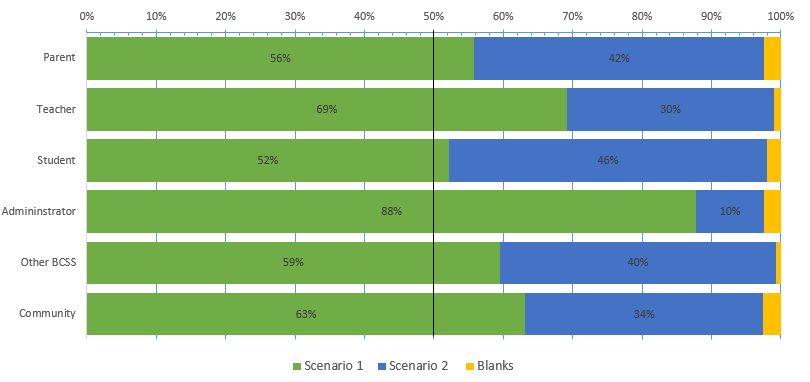 0% 10% 20% 30% 40% 50% 60% 70% 80% 90% 100%
Parent 56% 42%
Teacher 69% 30%
Student 52% 46%
Admininstrator 88% 10%
Other BCSS 59% 40%
Community 63% 34%
Scenario 1 Scenario 2 Blanks